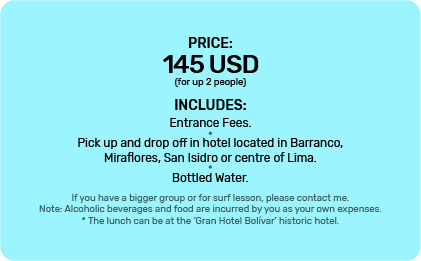 PRICE:
145 USD
(for up 2 people)
INCLUDES:
Entrance Fees.
Pick up and drop off in hotel located in Barranco,
Miraflores, San Isidro or centre of Lima.
Bottled Water.
If you have a bigger group or for surf lesson, please contact me.
Note: Alcoholic beverages and food are incurred by you as your own expenses.
* The lunch can be at the ‘Gran Hotel Bolívar’ historic hotel.